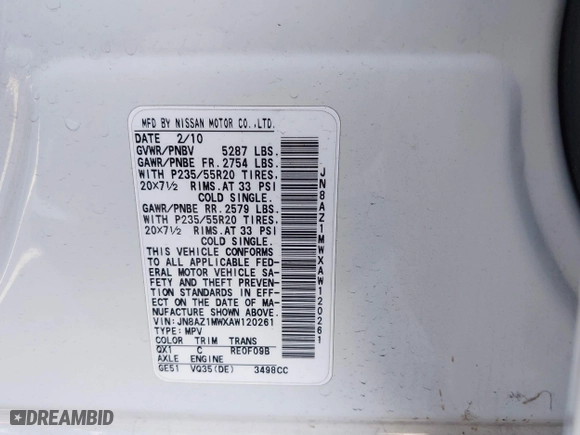 MFD BY NISSAN MOTOR CO.,LTD.
DATE 2/10
GVWR/PNBV 5287 LBS.
GAWR/PNBE FR. 2754 LBS.
WITH P235/55R20 TIRES.
20×7½ RIMS.AT 33 PSI
COLD SINGLE.
GAWR/PNBE RR. 2579 LBS.
WITH P235/55R20 TIRES.
20×7½ RIMS.AT 33 PSI
COLD SINGLE.
THIS VEHICLE CONFORMS
TO ALL APPLICABLE FED-
ERAL MOTOR VEHICLE SA-
FETY AND THEFT PREVEN-
TION STANDARDS IN EFF-
ECT ON THE DATE OF MA-
NUFACTURE SHOWN ABOVE.
VIN: JN8AZ1MWXAW120261
TYPE: MPV
COLOR TRIM TRANS
QX1 C RE0F09B
AXLE ENGINE
GE51 VQ35(DE) 3498CC
JN8AZ1MWXAW120261
DREAMBID